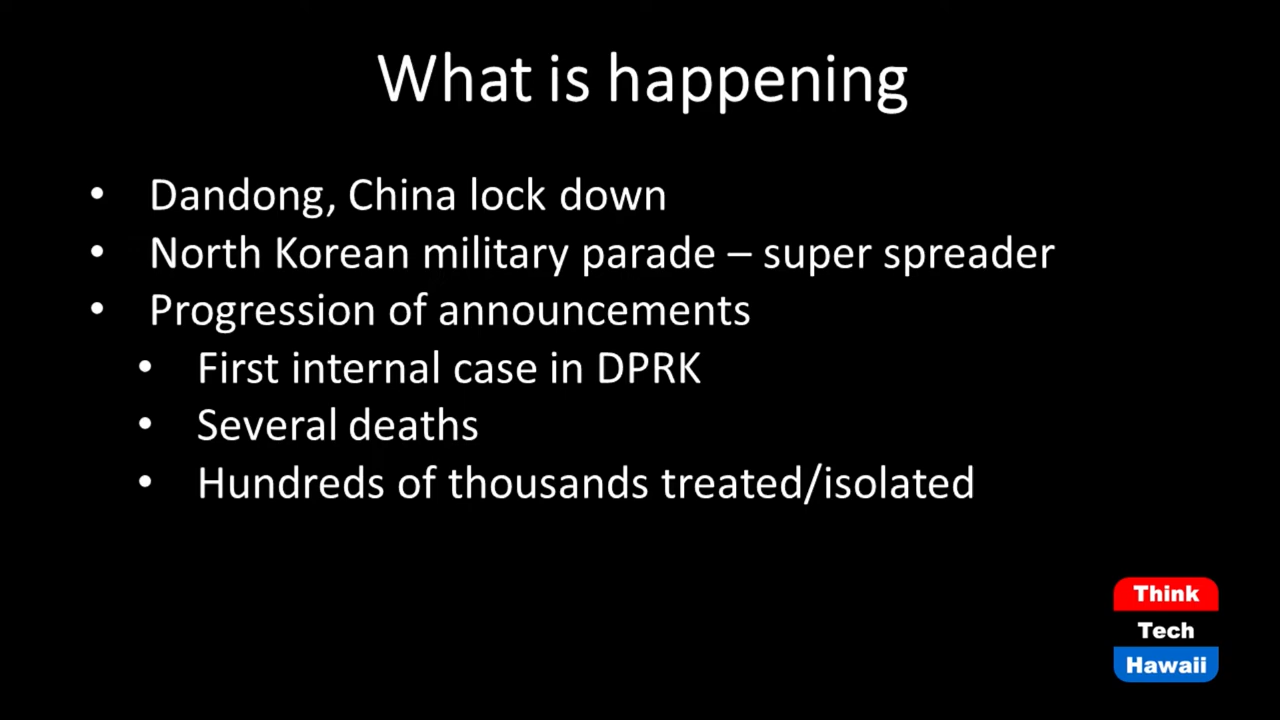 What is happening
• Dandong, China lock down
• North Korean military parade – super spreader
• Progression of announcements
• First internal case in DPRK
• Several deaths
• Hundreds of thousands treated/isolated
Think
Tech
Hawaii